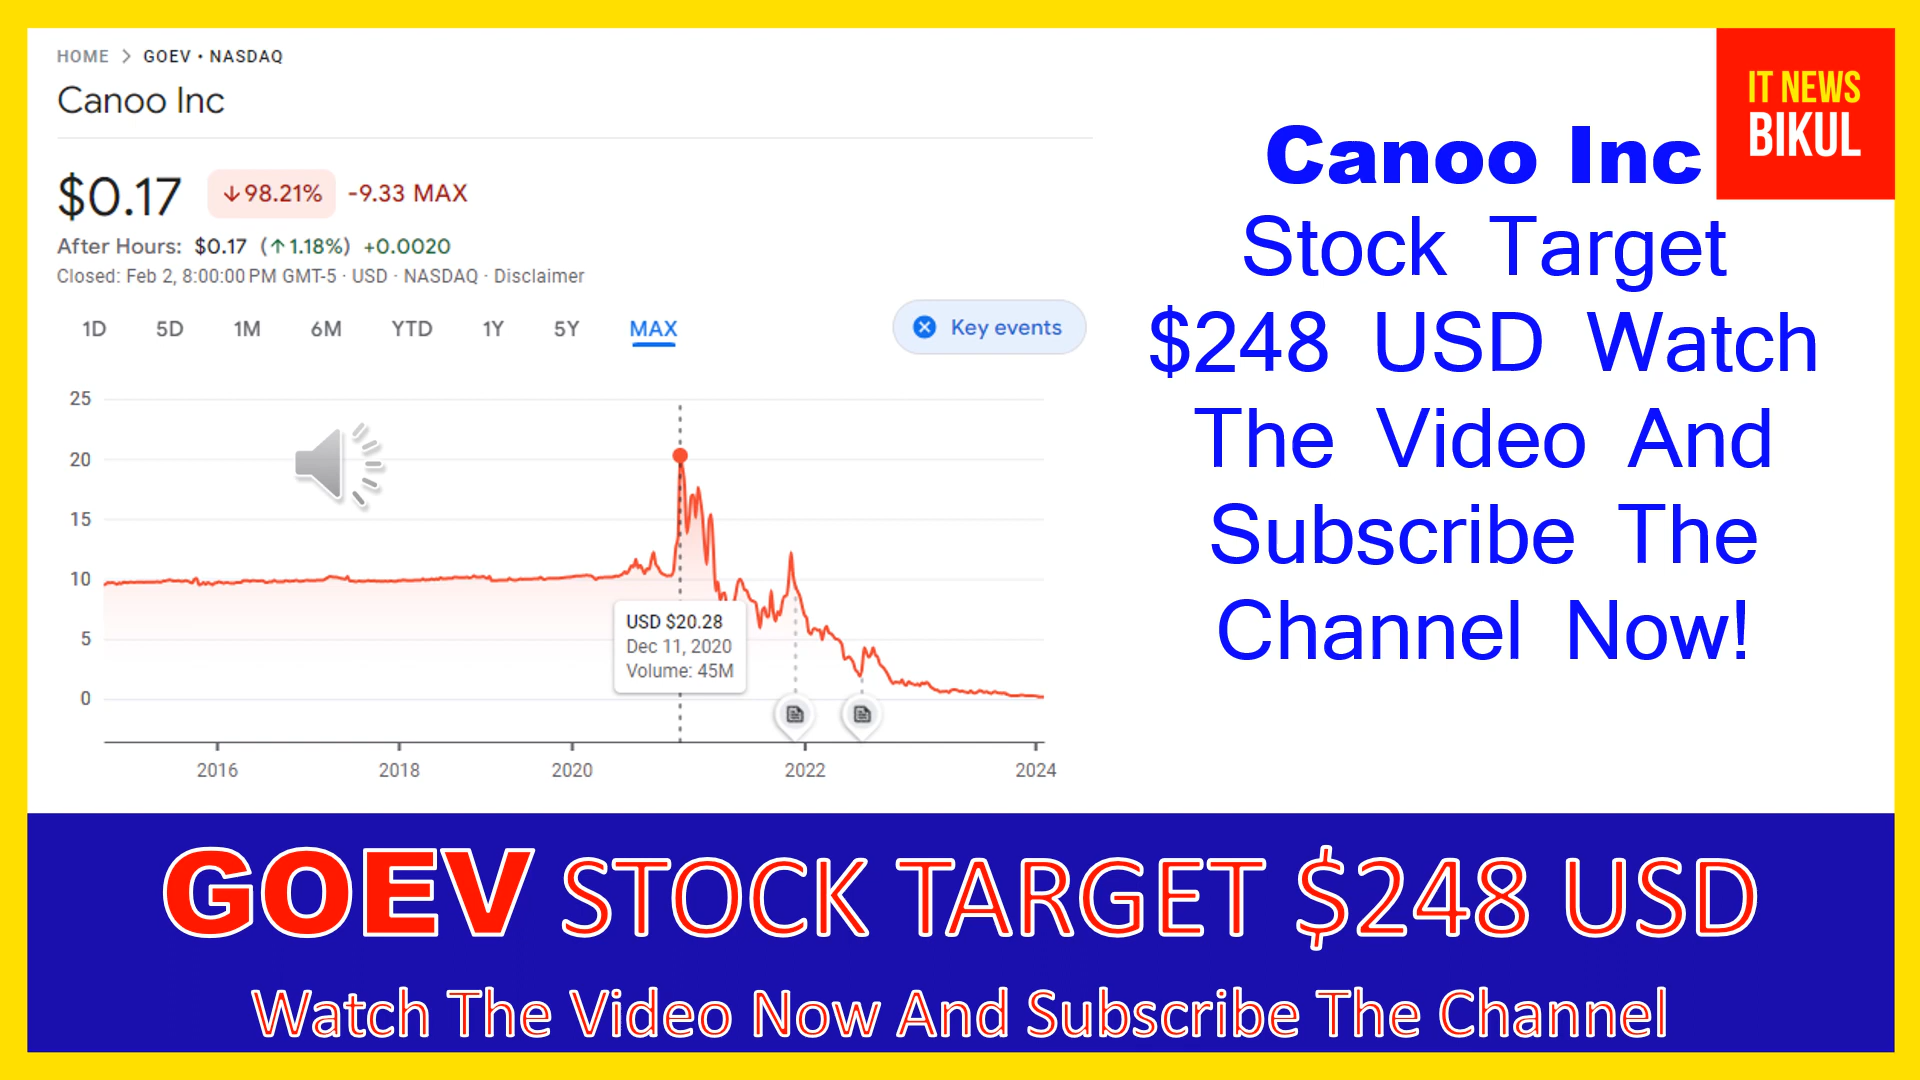 HOME > GOEV • NASDAQ
Canoo Inc
$0.17 ↓98.21% -9.33 MAX
After Hours: $0.17 (↑1.18%) +0.0020
Closed: Feb 2, 8:00:00 PM GMT-5 · USD · NASDAQ · Disclaimer
1D 5D 1M 6M YTD 1Y 5Y MAX
Key events
25
20
15
10
5
0
USD $20.28
Dec 11, 2020
Volume: 45M
2016 2018 2020 2022 2024
IT NEWS
BIKUL
Canoo Inc
Stock Target
$248 USD Watch
The Video And
Subscribe The
Channel Now!
GOEV STOCK TARGET $248 USD
Watch The Video Now And Subscribe The Channel